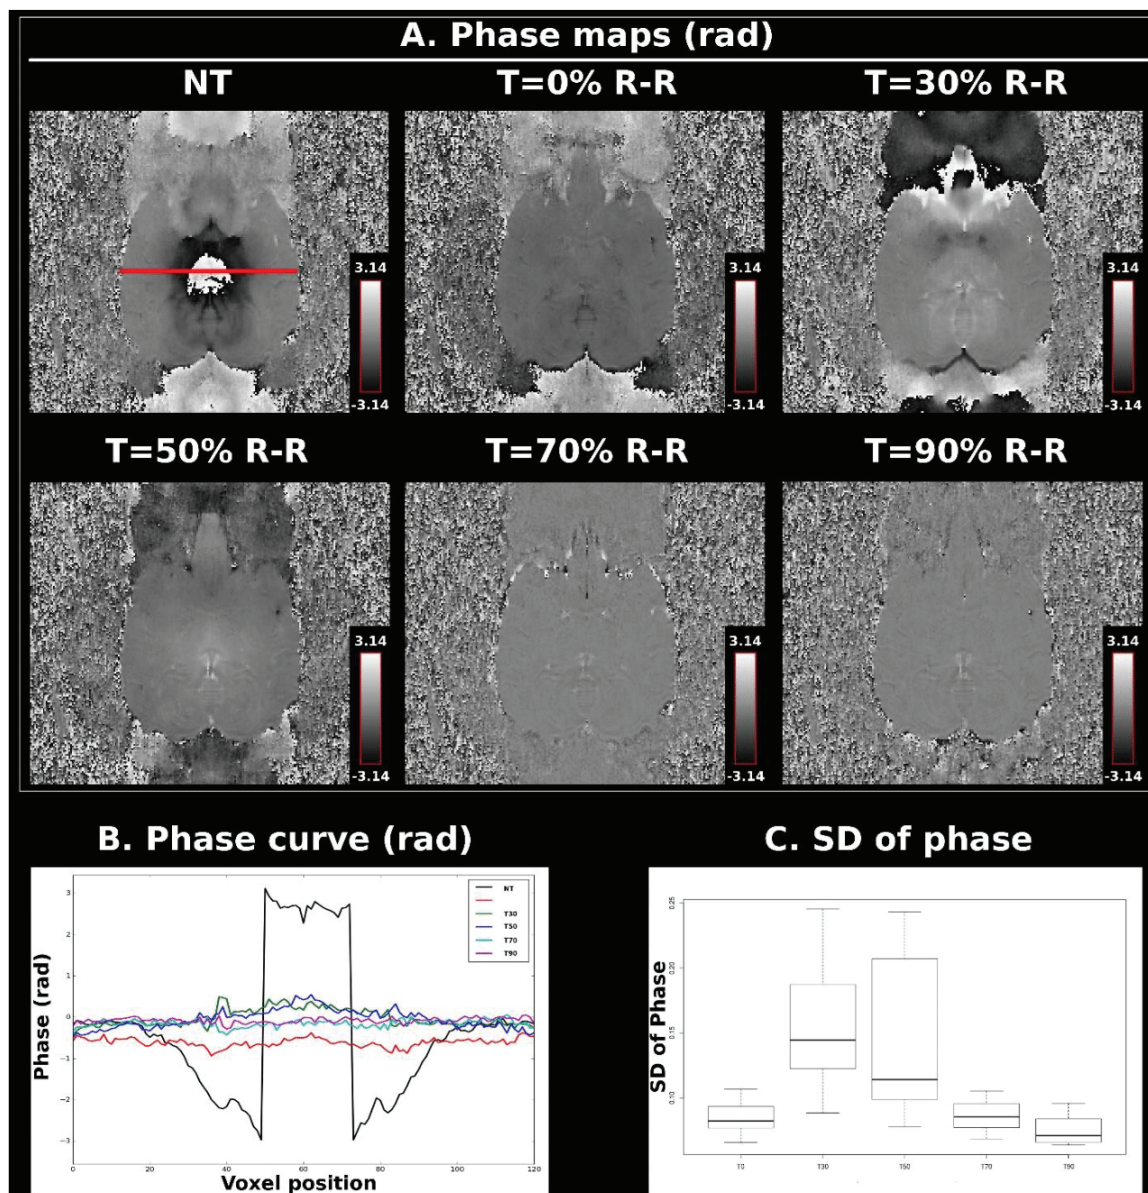 A. Phase maps (rad)
NT T=0% R-R T=30% R-R
3.14 3.14 3.14
-3.14 -3.14 -3.14
T=50% R-R T=70% R-R T=90% R-R
3.14 3.14 3.14
-3.14 -3.14 -3.14
B. Phase curve (rad)
Phase (rad)
3
2
1
0
−1
−2
−3
0 20 40 60 80 100 120
Voxel position
NT
T30
T50
T70
T90
C. SD of phase
SD of Phase
0.25
0.20
0.15
0.10
T0 T30 T50 T70 T90